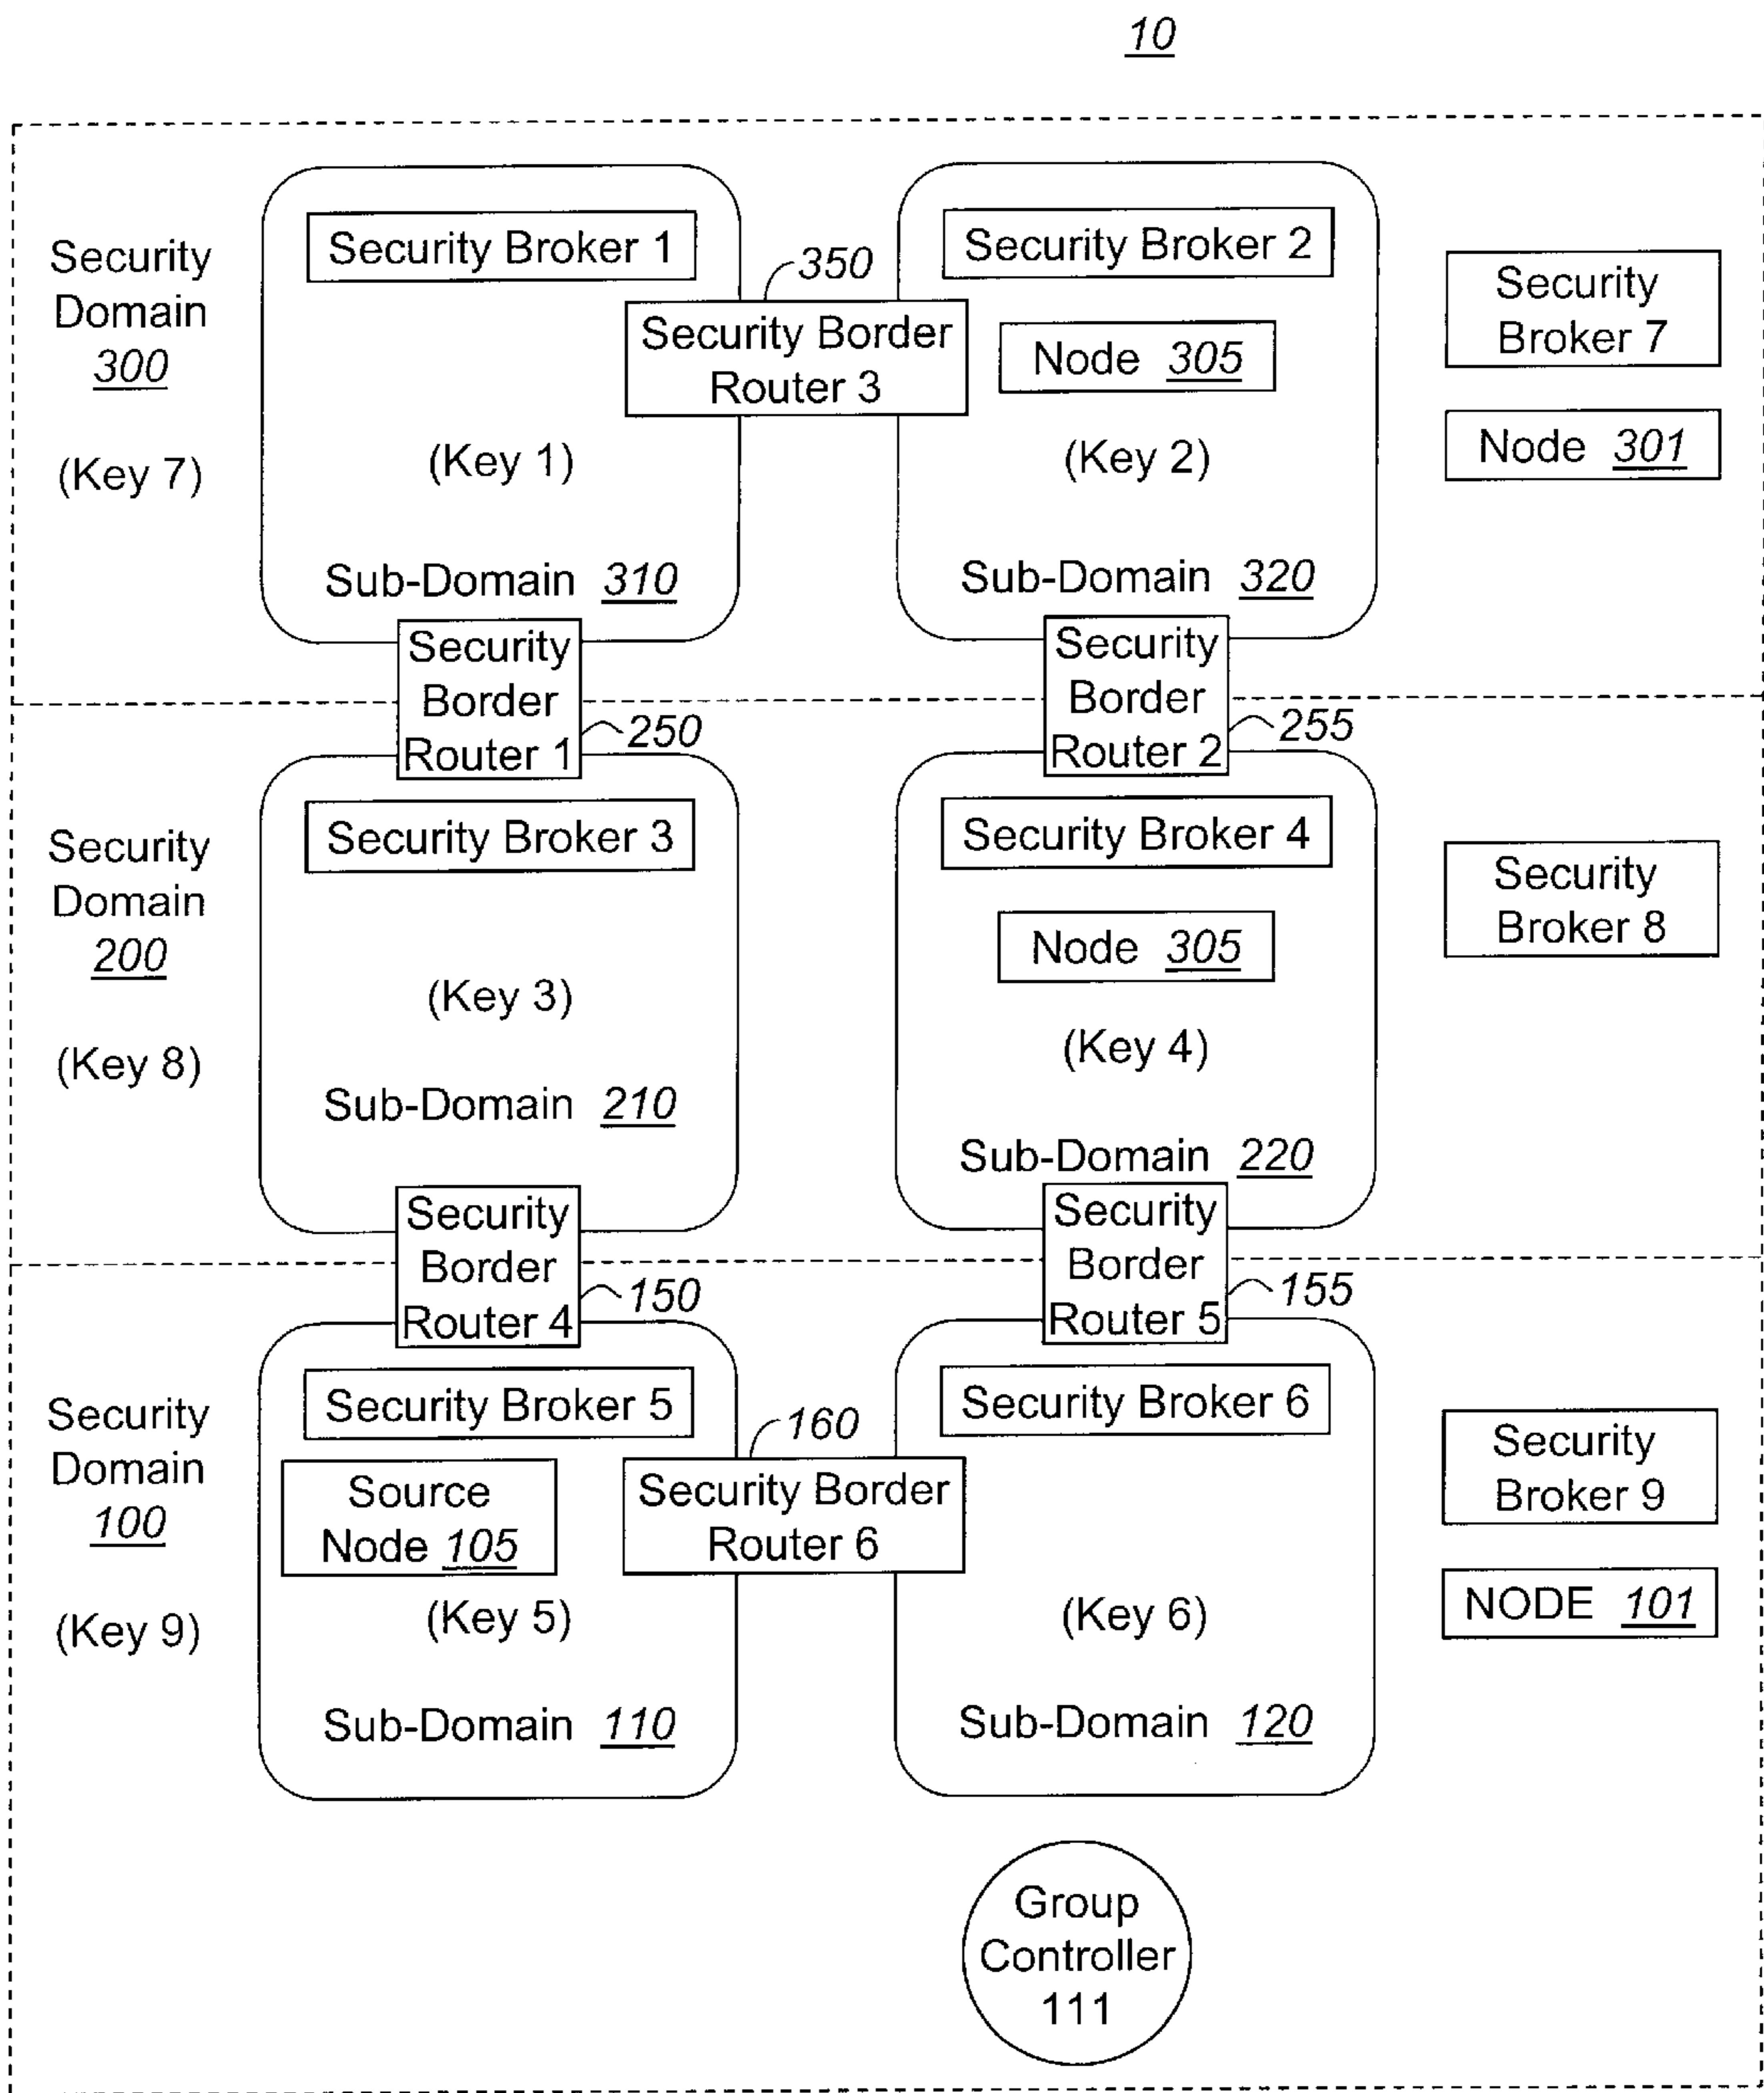 10
Security
Domain
300
(Key 7)
Security Broker 1
(Key 1)
Sub-Domain 310
350
Security Border
Router 3
Security Broker 2
Node 305
(Key 2)
Sub-Domain 320
Security
Broker 7
Node 301
Security
Border
Router 1
250
Security
Border
Router 2
255
Security
Domain
200
(Key 8)
Security Broker 3
(Key 3)
Sub-Domain 210
Security Broker 4
Node 305
(Key 4)
Sub-Domain 220
Security
Broker 8
Security
Border
Router 4
150
Security
Border
Router 5
155
Security
Domain
100
(Key 9)
Security Broker 5
Source
Node 105
(Key 5)
Sub-Domain 110
160
Security Border
Router 6
Security Broker 6
(Key 6)
Sub-Domain 120
Security
Broker 9
NODE 101
Group
Controller
111